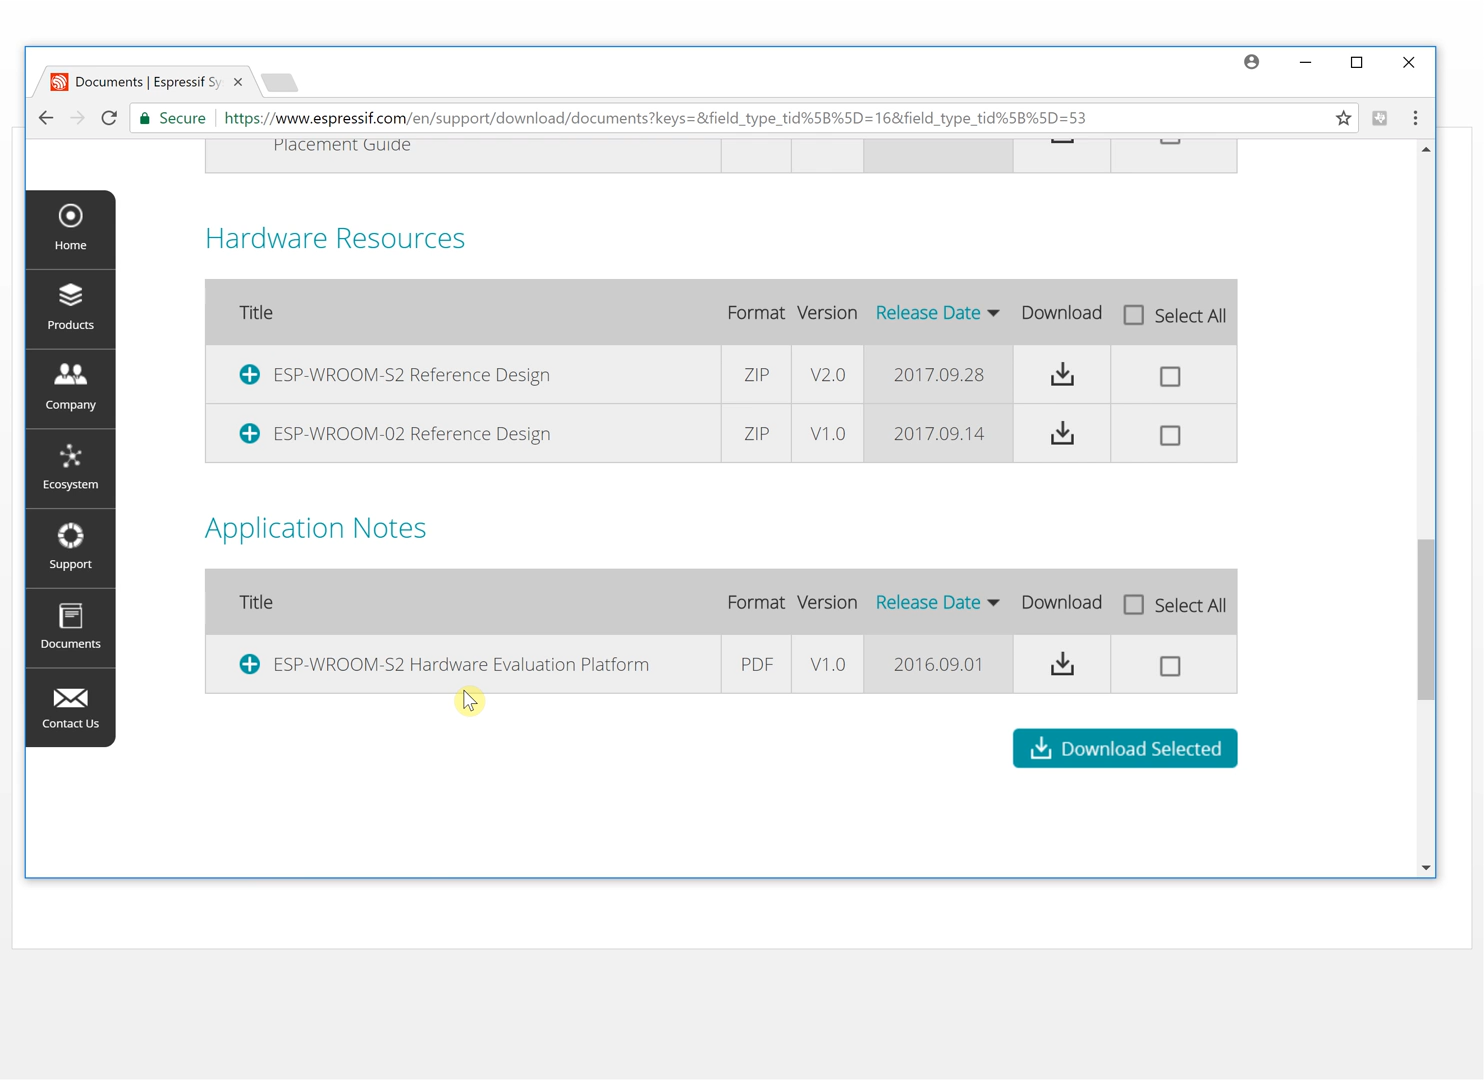 Documents | Espressif Sy
Secure https://www.espressif.com/en/support/download/documents?keys=&field_type_tid%5B%5D=16&field_type_tid%5B%5D=53
Placement Guide
Home
Products
Company
Ecosystem
Support
Documents
Contact Us
Hardware Resources
Title Format Version Release Date Download Select All
ESP-WROOM-S2 Reference Design ZIP V2.0 2017.09.28
ESP-WROOM-02 Reference Design ZIP V1.0 2017.09.14
Application Notes
Title Format Version Release Date Download Select All
ESP-WROOM-S2 Hardware Evaluation Platform PDF V1.0 2016.09.01
Download Selected